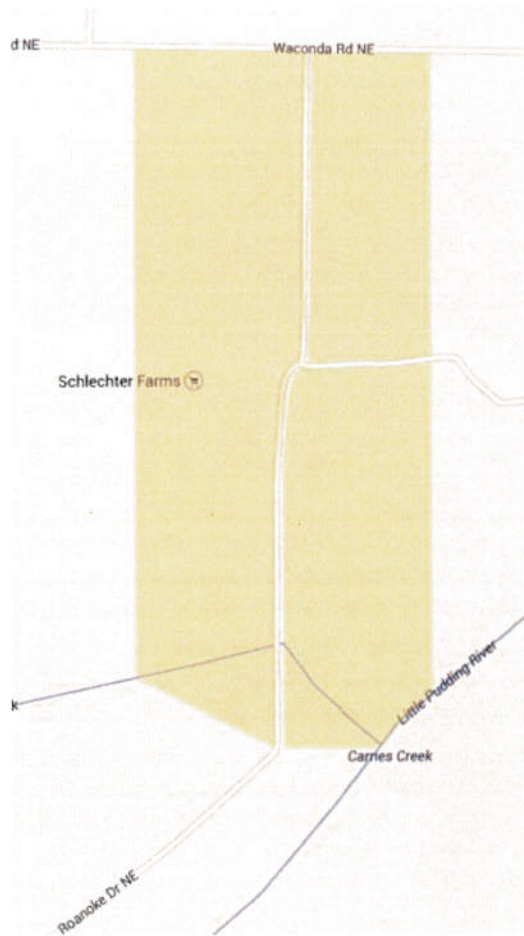 d NE
Waconda Rd NE
Schlechter Farms
k
Little Pudding River
Carnes Creek
Roanoke Dr NE